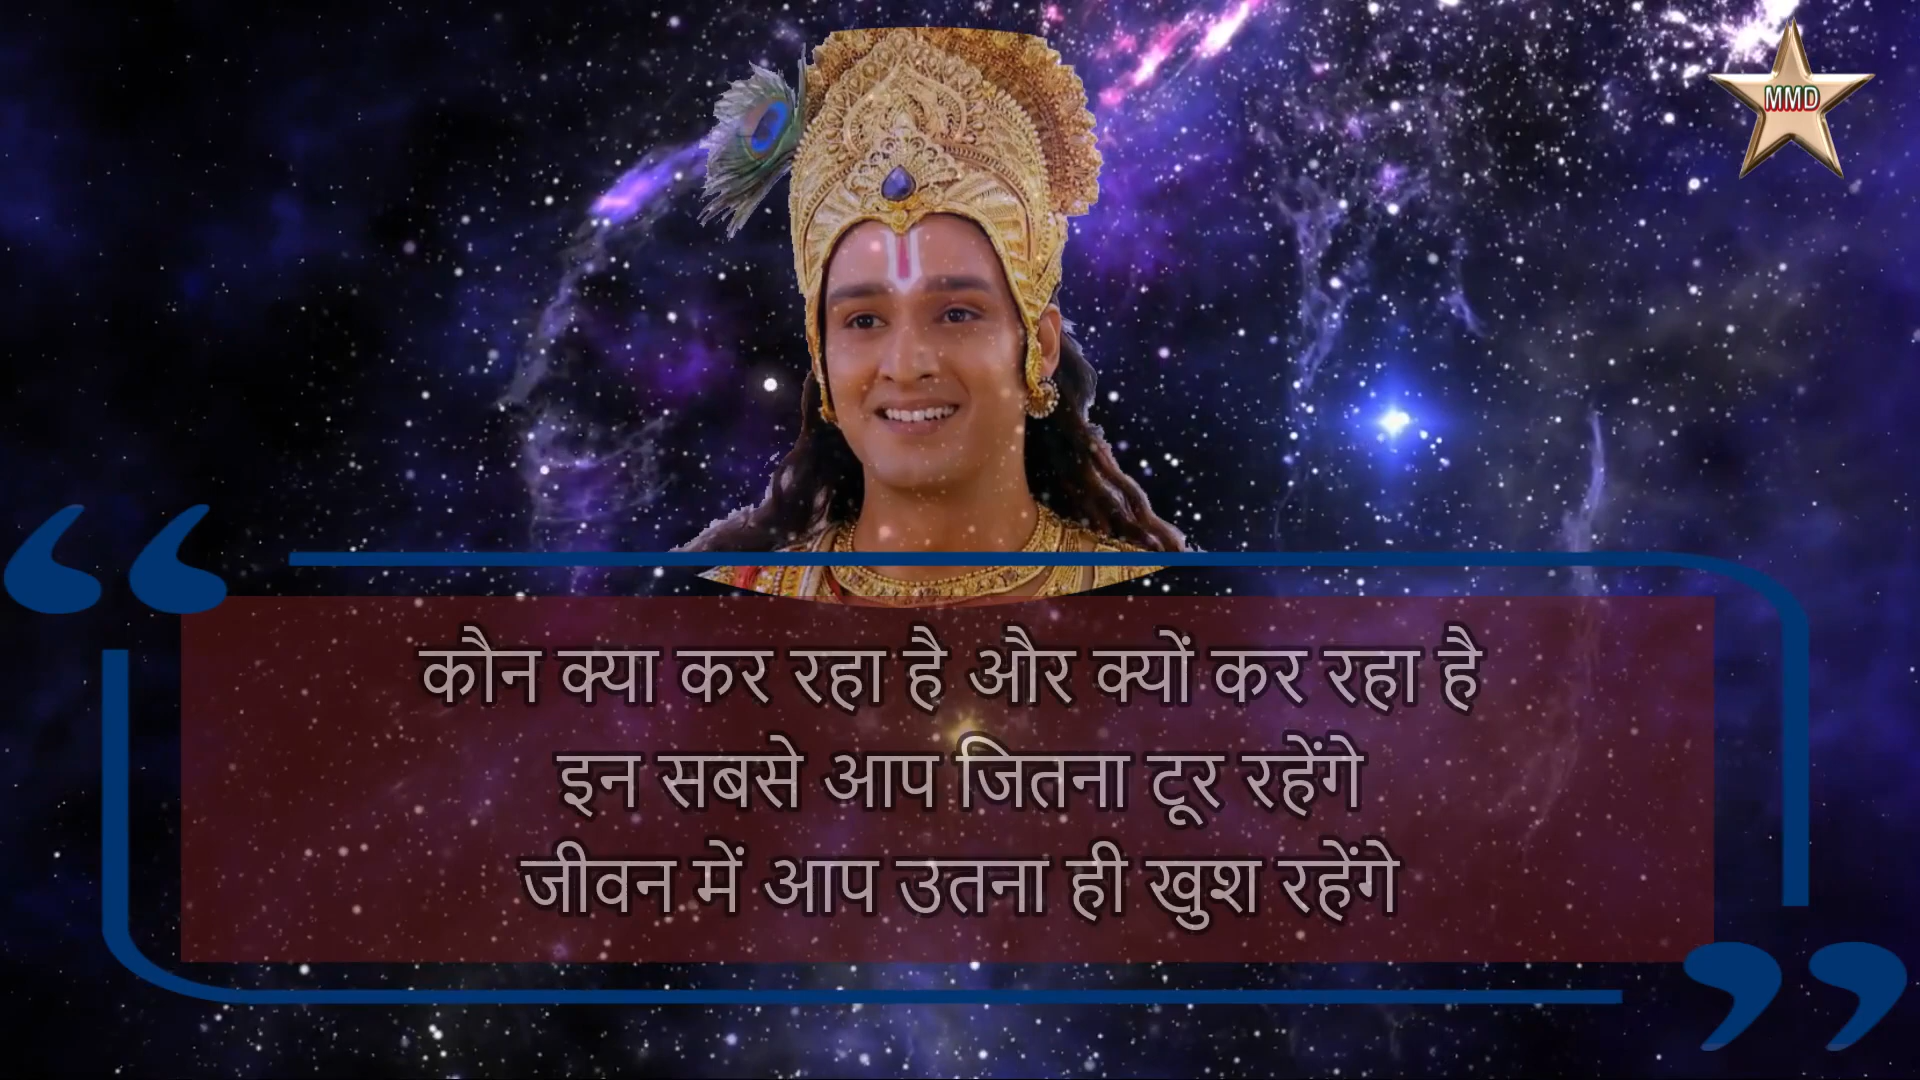 MMD
कौन क्या कर रहा है और क्यों कर रहा है
इन सबसे आप जितना टूर रहेंगे
जीवन में आप उतना ही खुश रहेंगे